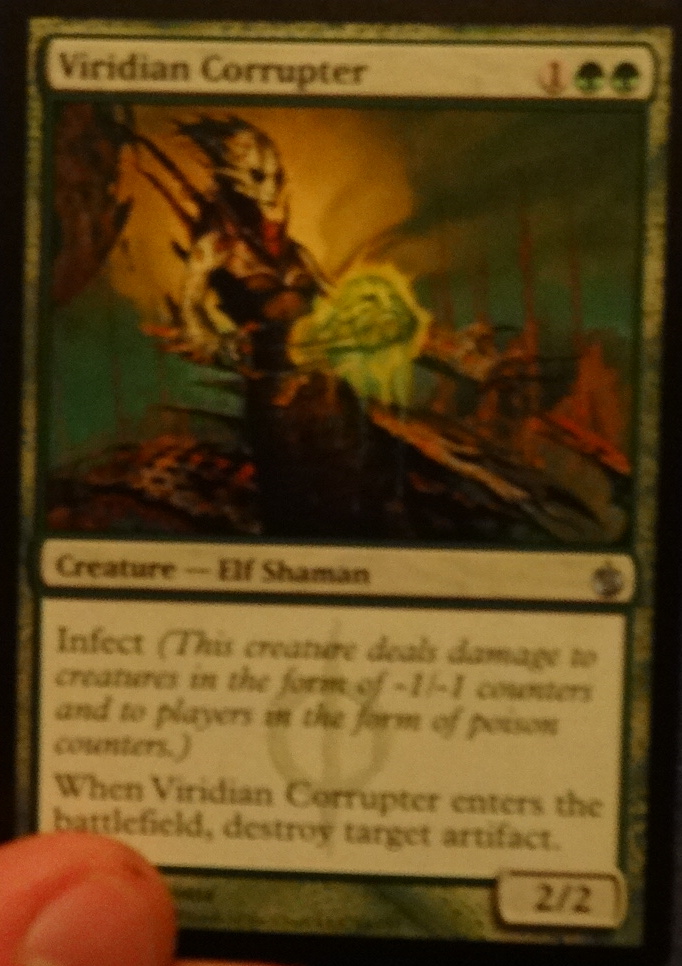 Viridian Corrupter 1
Creature — Elf Shaman
Infect (This creature deals damage to
creatures in the form of -1/-1 counters
and to players in the form of poison
counters.)
When Viridian Corrupter enters the
battlefield, destroy target artifact.
2/2